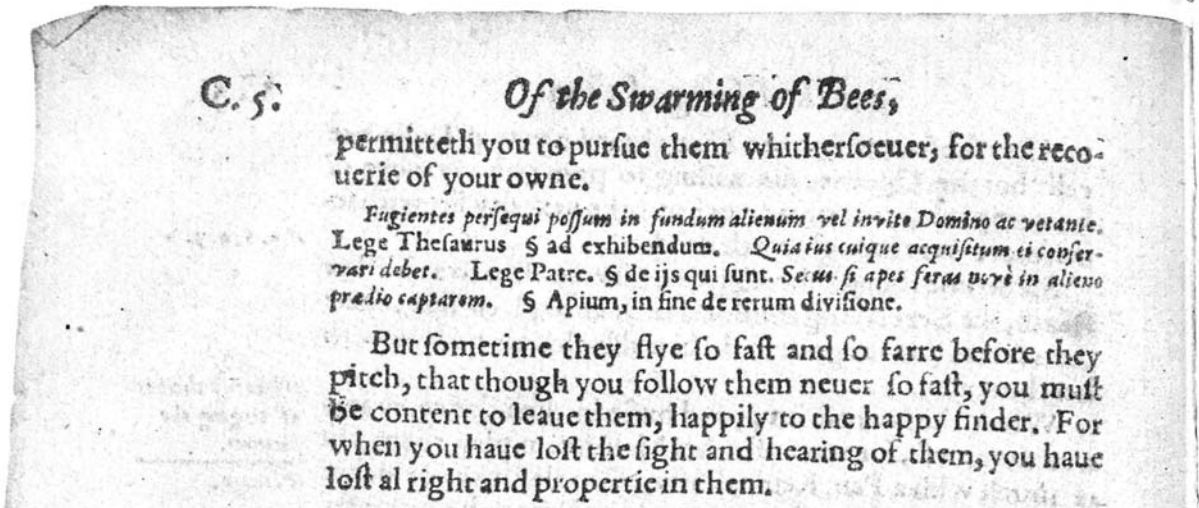 C. 5. Of the Swarming of Bees,
permitteth you to purſue them whitherſoeuer, for the reco-
uerie of your owne.
Fugientes perſequi poſſum in fundum alienum vel invito Domino ac vetante.
Lege Theſaurus § ad exhibendum. Quia ius cuique acquiſitum ei conſer-
vari debet. Lege Patre. § de ijs qui ſunt. Secus ſi apes feras in alieno
prædio captarem. § Apium, in fine de rerum diviſione.
But ſometime they flye ſo faſt and ſo farre before they
pitch, that though you follow them neuer ſo faſt, you muſt
be content to leaue them, happily to the happy finder. For
when you haue loſt the ſight and hearing of them, you haue
loſt al right and propertie in them.